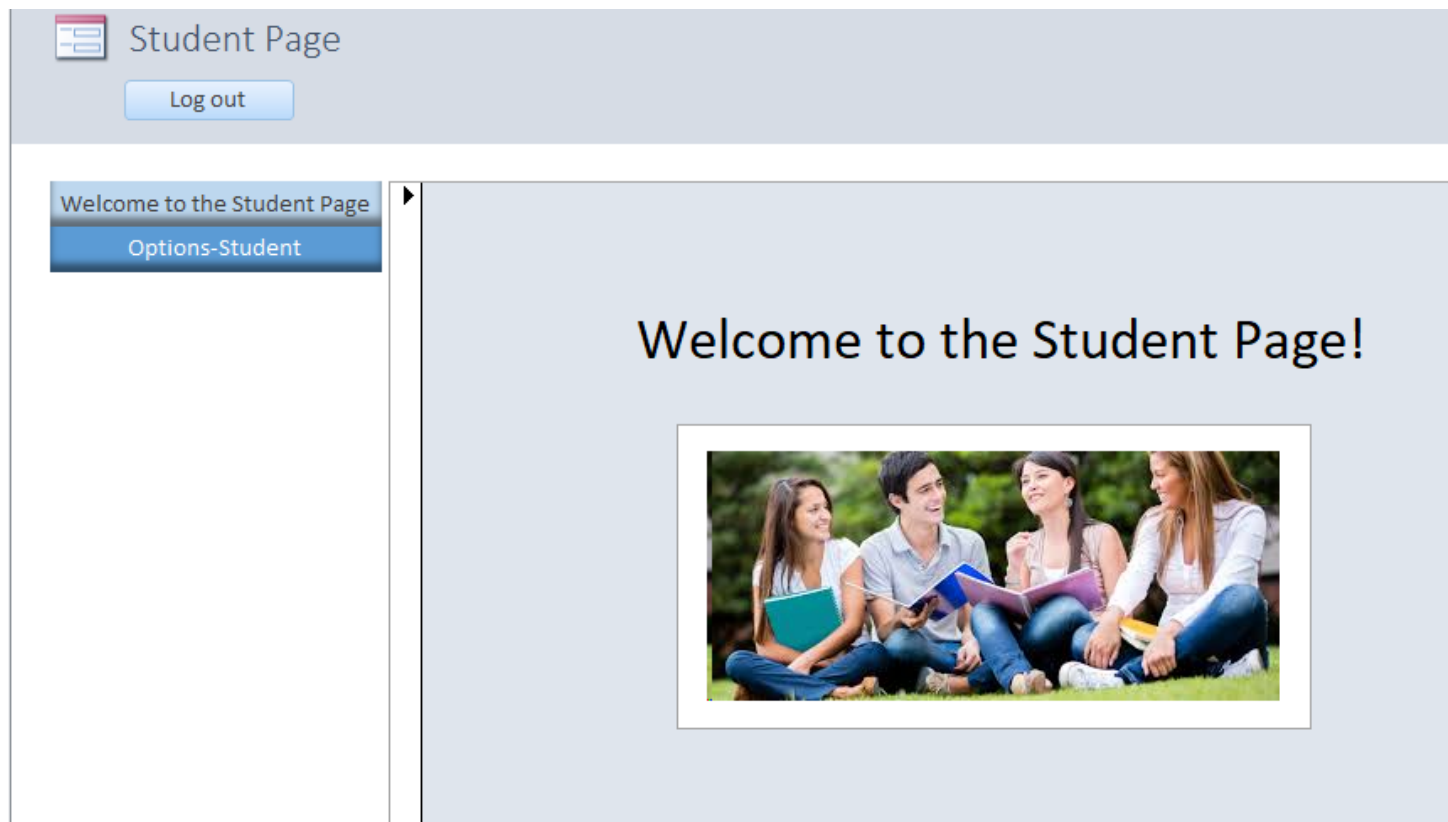 Student Page
Log out
Welcome to the Student Page
Options-Student
Welcome to the Student Page!